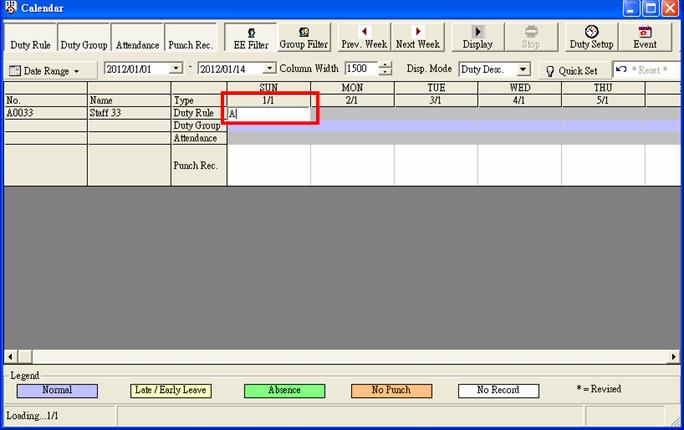 Calendar
Duty Rule Duty Group Attendance Punch Rec. EE Filter Group Filter Prev. Week Next Week Display Stop Duty Setup Event
Date Range 2012/01/01 - 2012/01/14 Column Width 1500 Disp. Mode Duty Desc. Quick Set * Reset *
SUN MON TUE WED THU
No. Name Type 1/1 2/1 3/1 4/1 5/1
A0033 Staff 33 Duty Rule A
Duty Group
Attendance
Punch Rec.
Legend
Normal Late / Early Leave Absence No Punch No Record * = Revised
Loading...1/1